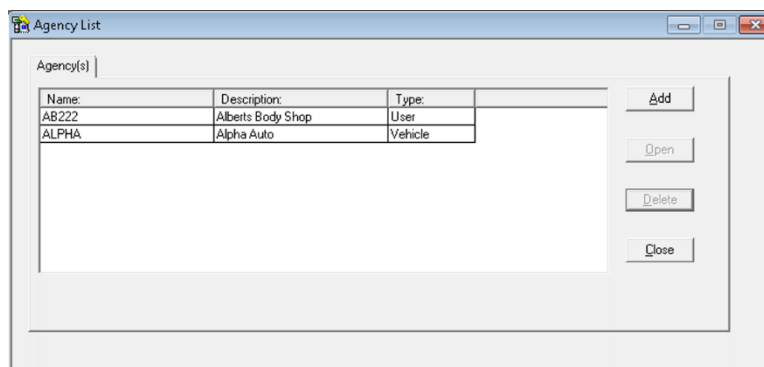 Agency List
Agency(s)
Name: Description: Type:
AB222 Alberts Body Shop User
ALPHA Alpha Auto Vehicle
Add
Open
Delete
Close